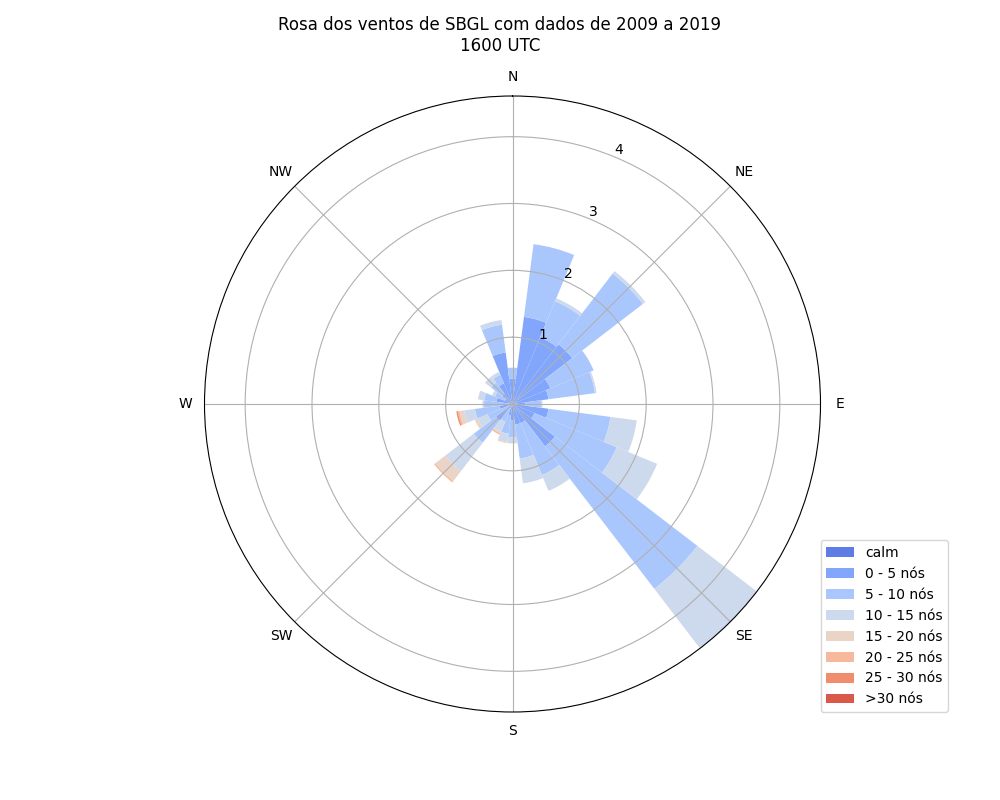 Rosa dos ventos de SBGL com dados de 2009 a 2019
1600 UTC
N
NW
NE
4
3
2
1
W
E
SW
SE
S
calm
0 - 5 nós
5 - 10 nós
10 - 15 nós
15 - 20 nós
20 - 25 nós
25 - 30 nós
>30 nós